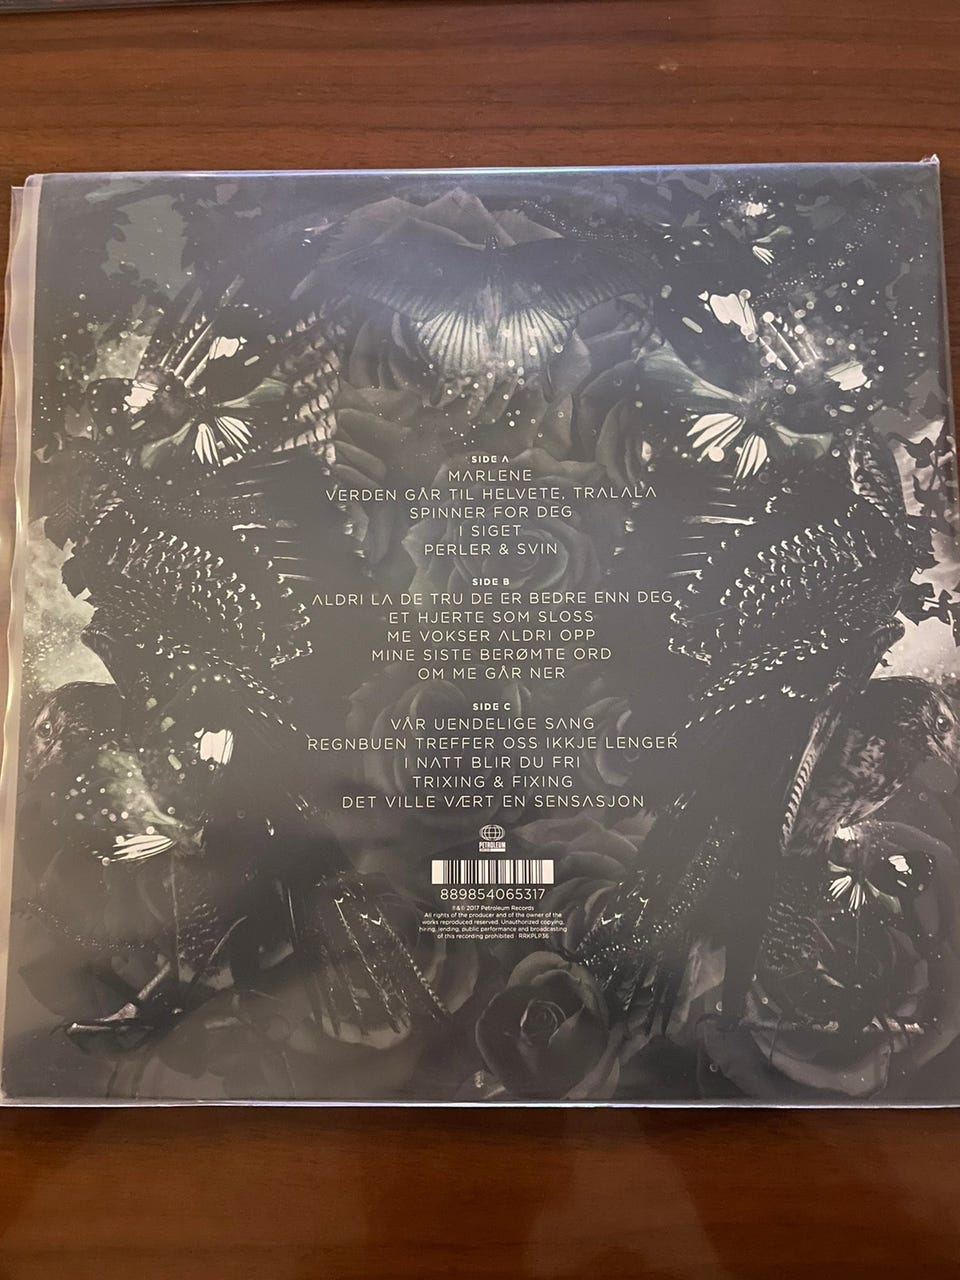 SIDE A
MARLENE
VERDEN GÅR TIL HELVETE, TRALALA
SPINNER FOR DEG
I SIGET
PERLER & SVIN
SIDE B
ALDRI LA DE TRU DE ER BEDRE ENN DEG
ET HJERTE SOM SLOSS
ME VOKSER ALDRI OPP
MINE SISTE BERØMTE ORD
OM ME GÅR NER
SIDE C
VÅR UENDELIGE SANG
REGNBUEN TREFFER OSS IKKJE LENGER
I NATT BLIR DU FRI
TRIXING & FIXING
DET VILLE VÆRT EN SENSASJON
PETROLEUM
889854065317
℗&© 2017 Petroleum Records
All rights of the producer and of the owner of the
works reproduced reserved. Unauthorized copying,
hiring, lending, public performance and broadcasting
of this recording prohibited · RRKPLP36